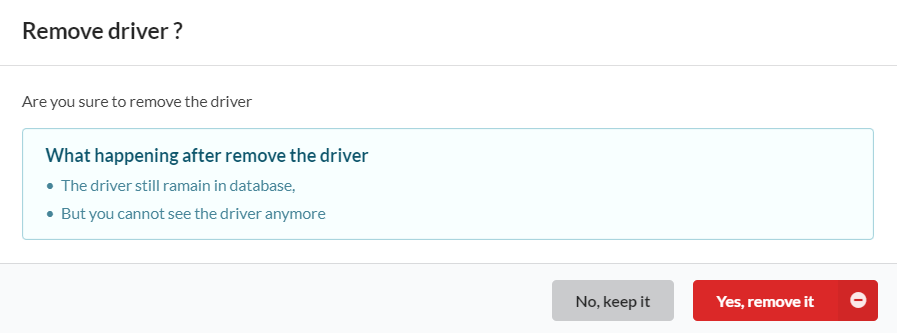 Remove driver ?
Are you sure to remove the driver
What happening after remove the driver
• The driver still ramain in database,
• But you cannot see the driver anymore
No, keep it
Yes, remove it